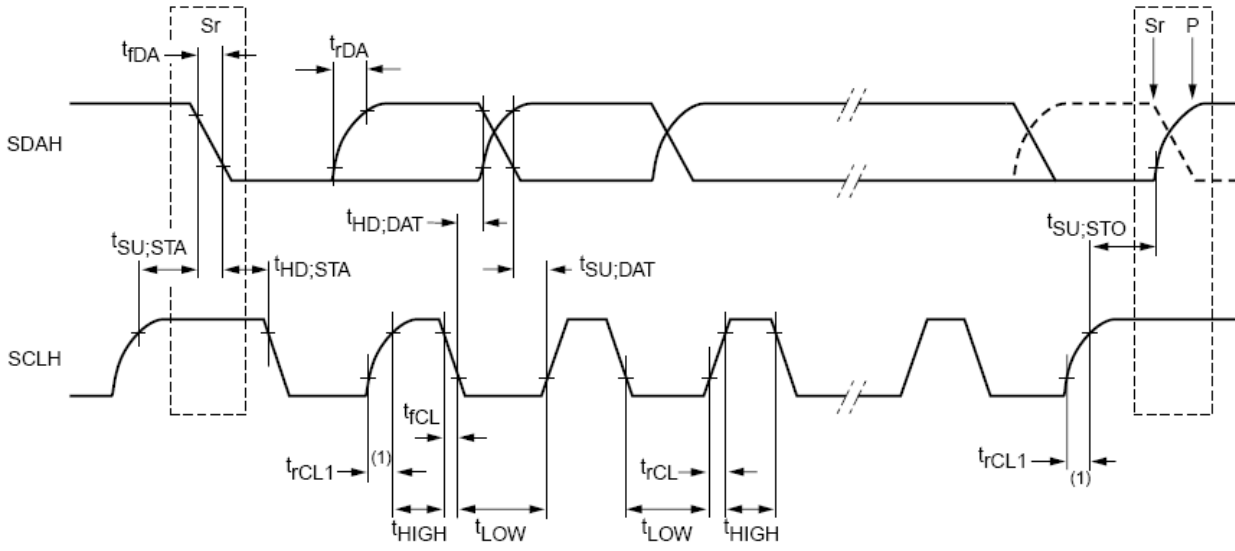 Sr
Sr P
tfDA
trDA
SDAH
tHD;DAT
tSU;STO
tSU;STA
tHD;STA
tSU;DAT
SCLH
tfCL
trCL1 (1)
trCL
trCL1 (1)
tHIGH
tLOW
tLOW
tHIGH